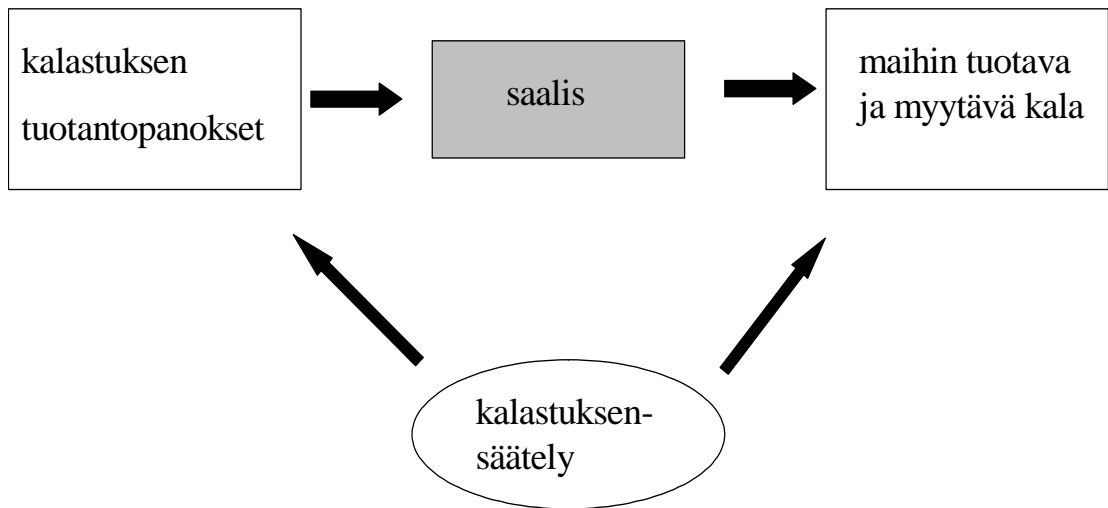 kalastuksen
tuotantopanokset
saalis
maihin tuotava
ja myytävä kala
kalastuksen-
säätely